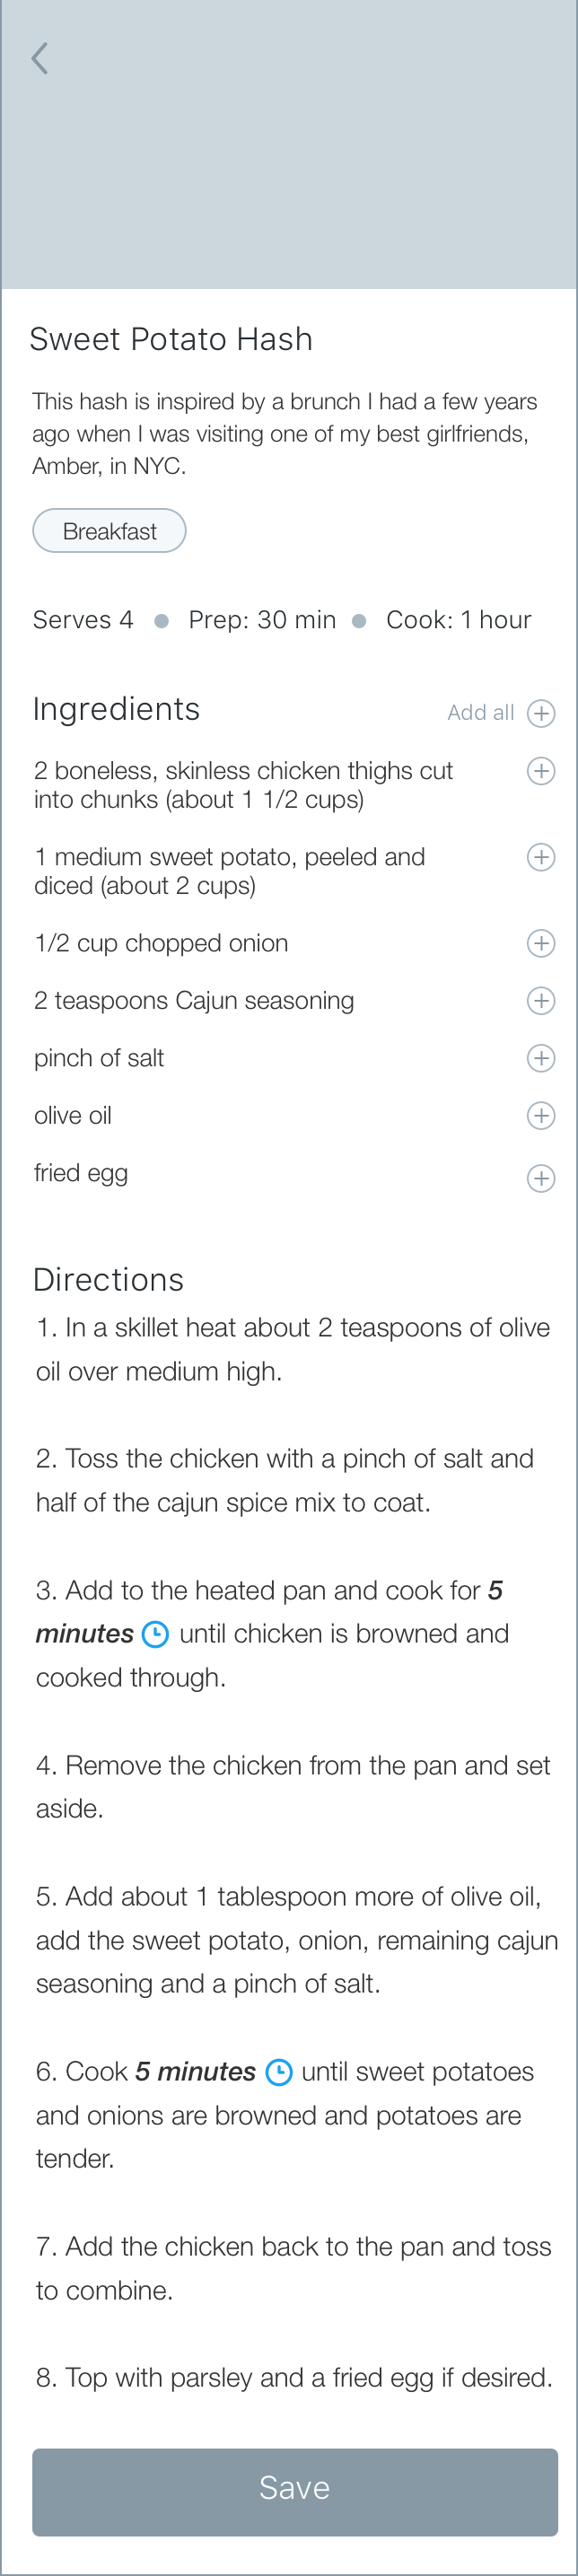 Sweet Potato Hash
This hash is inspired by a brunch I had a few years
ago when I was visiting one of my best girlfriends,
Amber, in NYC.
Breakfast
Serves 4 ● Prep: 30 min ● Cook: 1 hour
Ingredients
Add all
2 boneless, skinless chicken thighs cut
into chunks (about 1 1/2 cups)
1 medium sweet potato, peeled and
diced (about 2 cups)
1/2 cup chopped onion
2 teaspoons Cajun seasoning
pinch of salt
olive oil
fried egg
Directions
1. In a skillet heat about 2 teaspoons of olive
oil over medium high.
2. Toss the chicken with a pinch of salt and
half of the cajun spice mix to coat.
3. Add to the heated pan and cook for 5
minutes until chicken is browned and
cooked through.
4. Remove the chicken from the pan and set
aside.
5. Add about 1 tablespoon more of olive oil,
add the sweet potato, onion, remaining cajun
seasoning and a pinch of salt.
6. Cook 5 minutes until sweet potatoes
and onions are browned and potatoes are
tender.
7. Add the chicken back to the pan and toss
to combine.
8. Top with parsley and a fried egg if desired.
Save